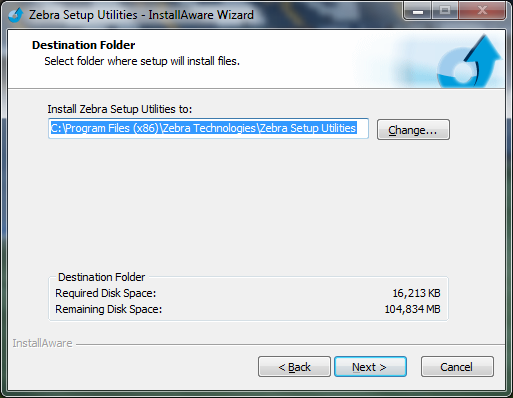 Zebra Setup Utilities - InstallAware Wizard
Destination Folder
Select folder where setup will install files.
Install Zebra Setup Utilities to:
C:\Program Files (x86)\Zebra Technologies\Zebra Setup Utilities
Change...
Destination Folder
Required Disk Space: 16,213 KB
Remaining Disk Space: 104,834 MB
InstallAware
< Back
Next >
Cancel